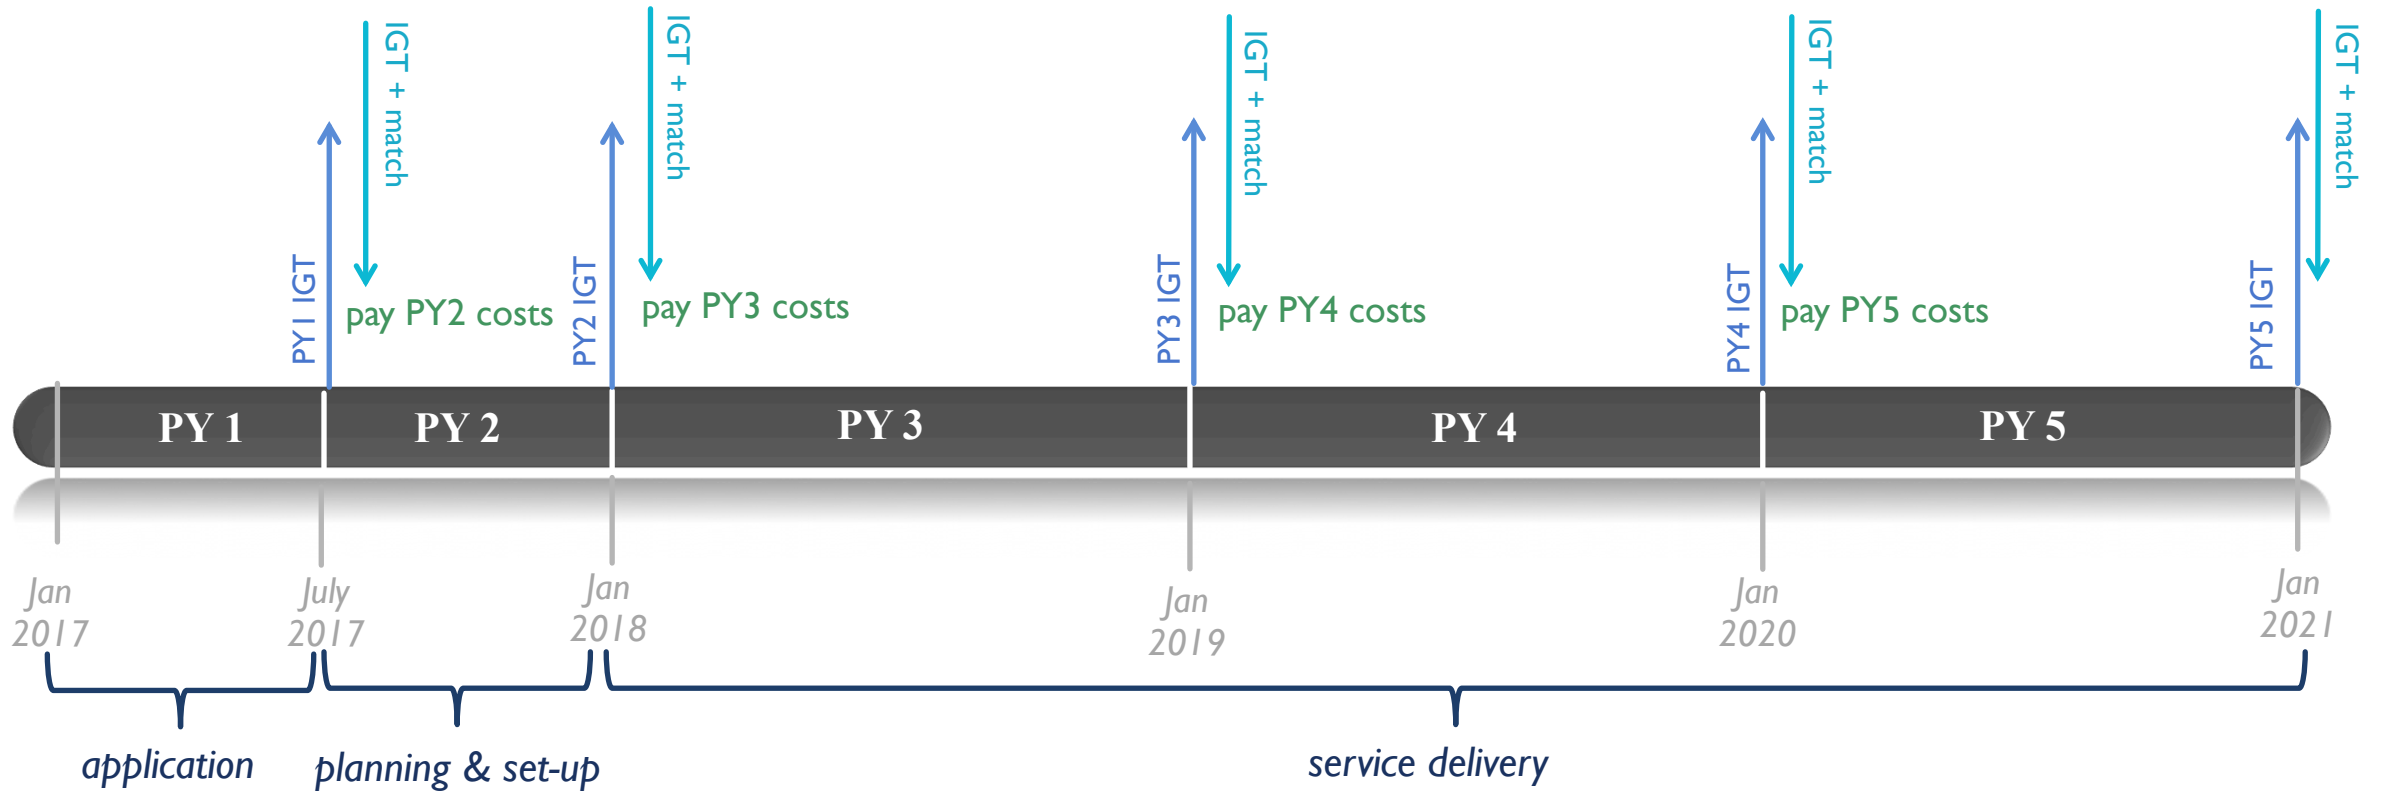 IGT + match
IGT + match
IGT + match
IGT + match
IGT + match
PY1 IGT
pay PY2 costs
PY2 IGT
pay PY3 costs
PY3 IGT
pay PY4 costs
PY4 IGT
pay PY5 costs
PY5 IGT
PY 1
PY 2
PY 3
PY 4
PY 5
Jan
2017
July
2017
Jan
2018
Jan
2019
Jan
2020
Jan
2021
application
planning & set-up
service delivery